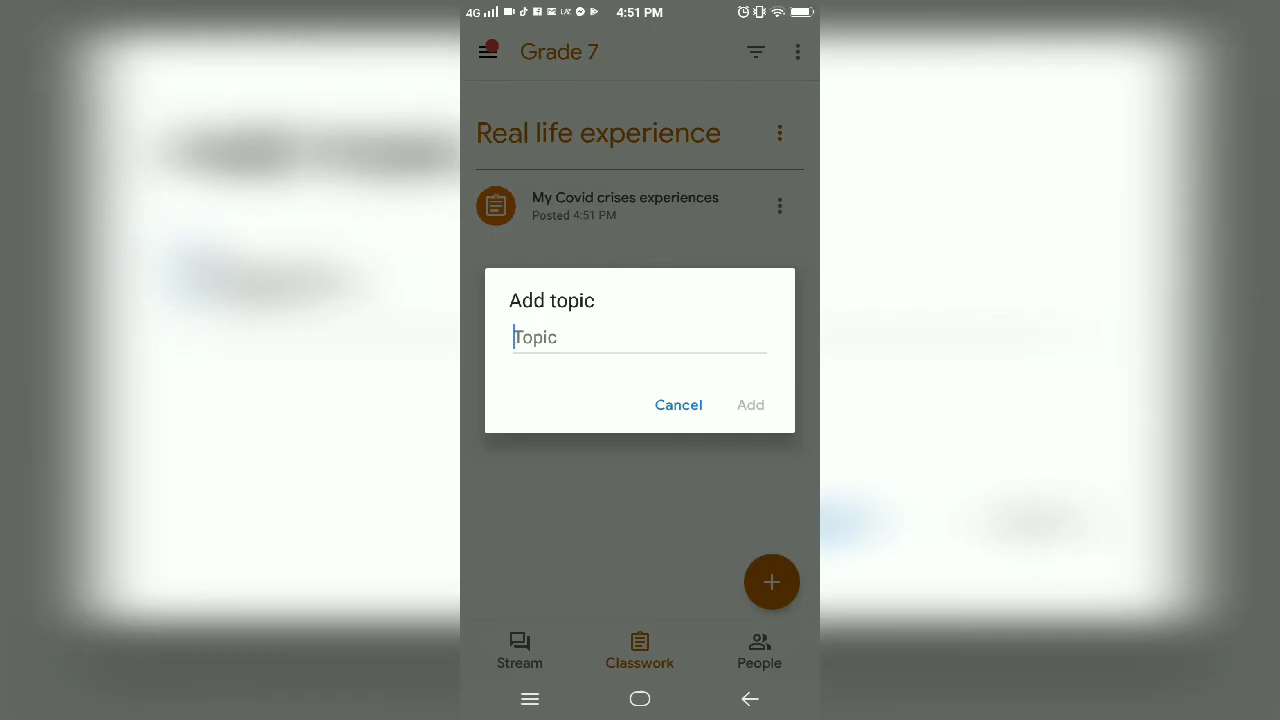 4G LAZ 4:51 PM
Grade 7
Real life experience
My Covid crises experiences
Posted 4:51 PM
Add topic
Topic
Cancel Add
Stream Classwork People